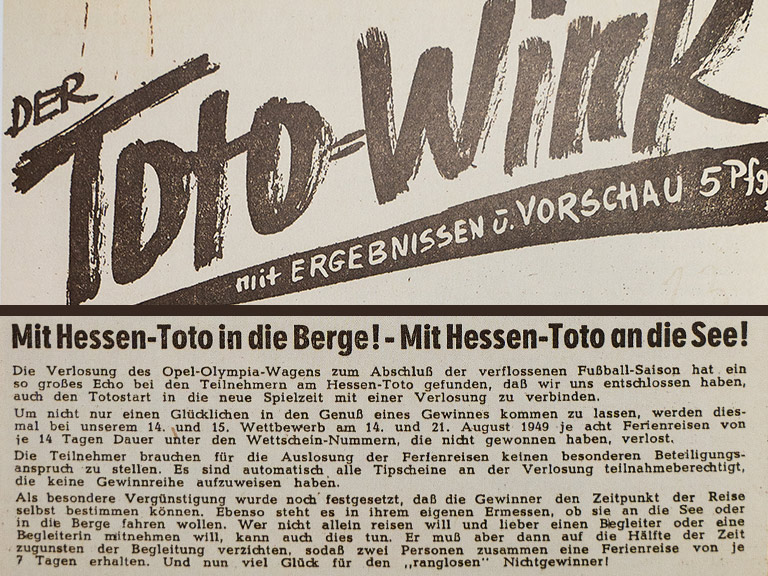 DER
Toto-Wink
mit ERGEBNISSEN u. VORSCHAU 5 Pfg
Mit Hessen-Toto in die Berge! - Mit Hessen-Toto an die See!
Die Verlosung des Opel-Olympia-Wagens zum Abschluß der verflossenen Fußball-Saison hat ein
so großes Echo bei den Teilnehmern am Hessen-Toto gefunden, daß wir uns entschlossen haben,
auch den Totostart in die neue Spielzeit mit einer Verlosung zu verbinden.
Um nicht nur einen Glücklichen in den Genuß eines Gewinnes kommen zu lassen, werden dies-
mal bei unserem 14. und 15. Wettbewerb am 14. und 21. August 1949 je acht Ferienreisen von
je 14 Tagen Dauer unter den Wettschein-Nummern, die nicht gewonnen haben, verlost.
Die Teilnehmer brauchen für die Auslosung der Ferienreisen keinen besonderen Beteiligungs-
anspruch zu stellen. Es sind automatisch alle Tipscheine an der Verlosung teilnahmeberechtigt,
die keine Gewinnreihe aufzuweisen haben.
Als besondere Vergünstigung wurde noch festgesetzt, daß die Gewinner den Zeitpunkt der Reise
selbst bestimmen können. Ebenso steht es in ihrem eigenen Ermessen, ob sie an die See oder
in die Berge fahren wollen. Wer nicht allein reisen will und lieber einen Begleiter oder eine
Begleiterin mitnehmen will, kann auch dies tun. Er muß aber dann auf die Hälfte der Zeit
zugunsten der Begleitung verzichten, sodaß zwei Personen zusammen eine Ferienreise von je
7 Tagen erhalten. Und nun viel Glück für den „ranglosen" Nichtgewinner!